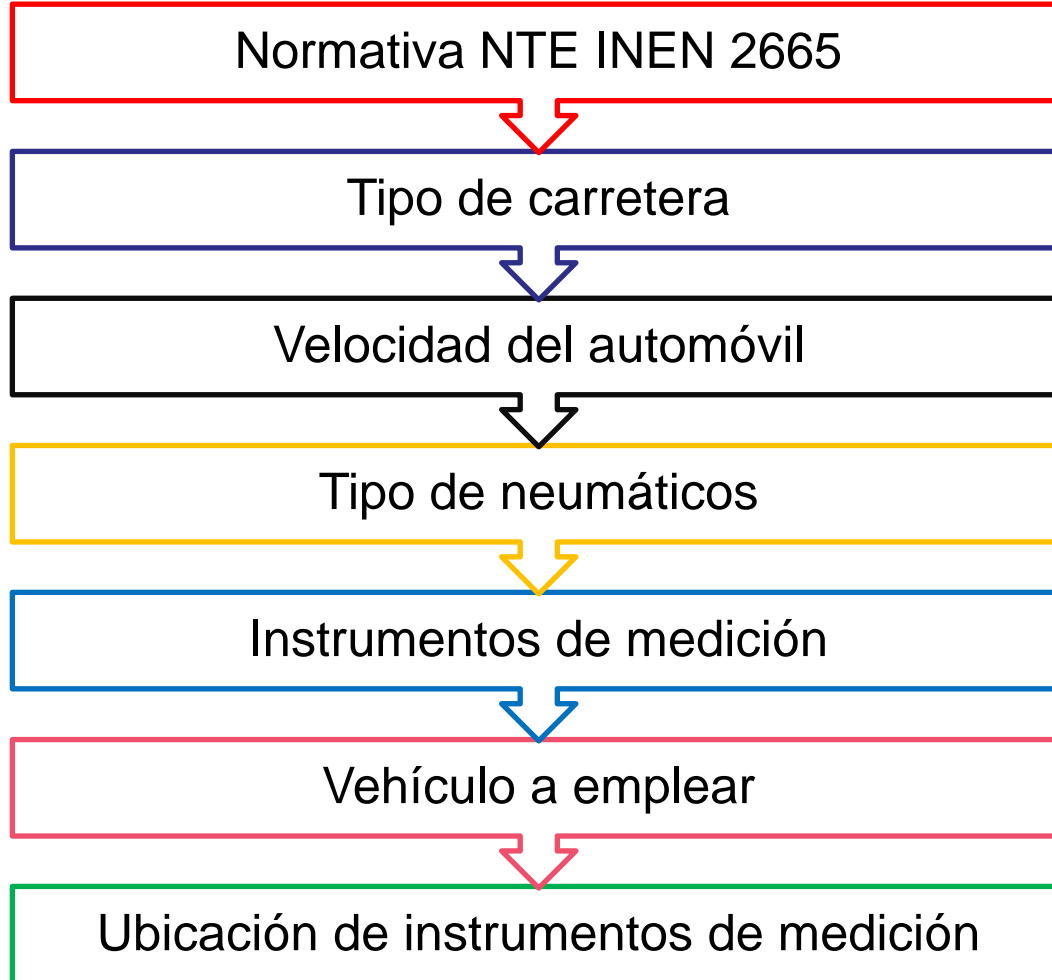 Normativa NTE INEN 2665
Tipo de carretera
Velocidad del automóvil
Tipo de neumáticos
Instrumentos de medición
Vehículo a emplear
Ubicación de instrumentos de medición